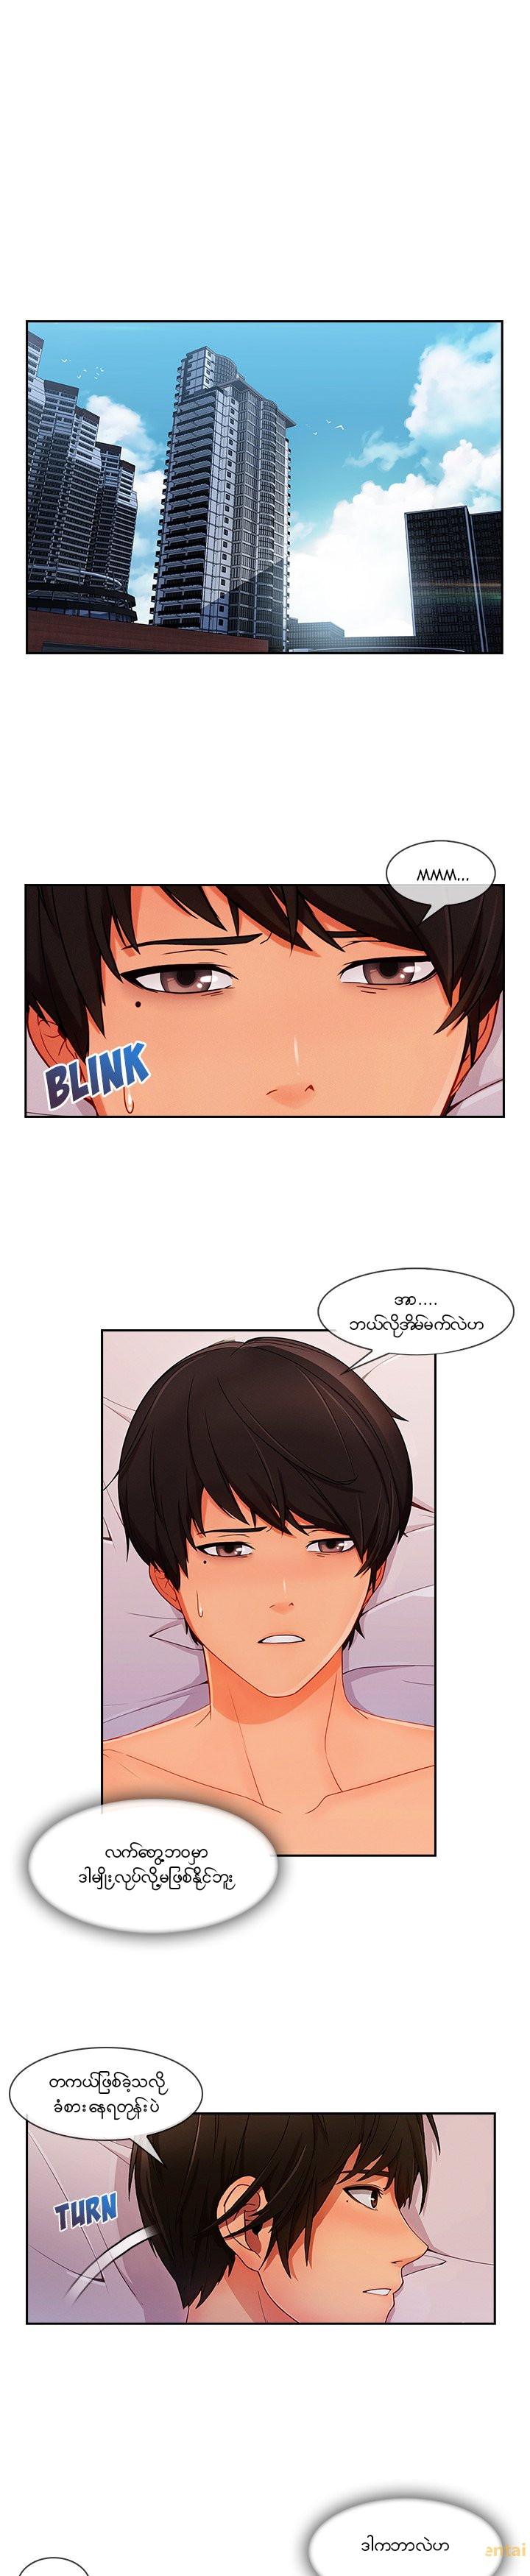 MMM...
BLINK
အာ....
ဘယ်လိုအိမ်မက်လဲဟ
လက်တွေ့ဘဝမှာ
ဒါမျိုးလုပ်လို့မဖြစ်နိုင်ဘူး
တကယ်ဖြစ်ခဲ့သလို
ခံစားနေရတုန်းပဲ
TURN
ဒါကဘာလဲဟ
entai